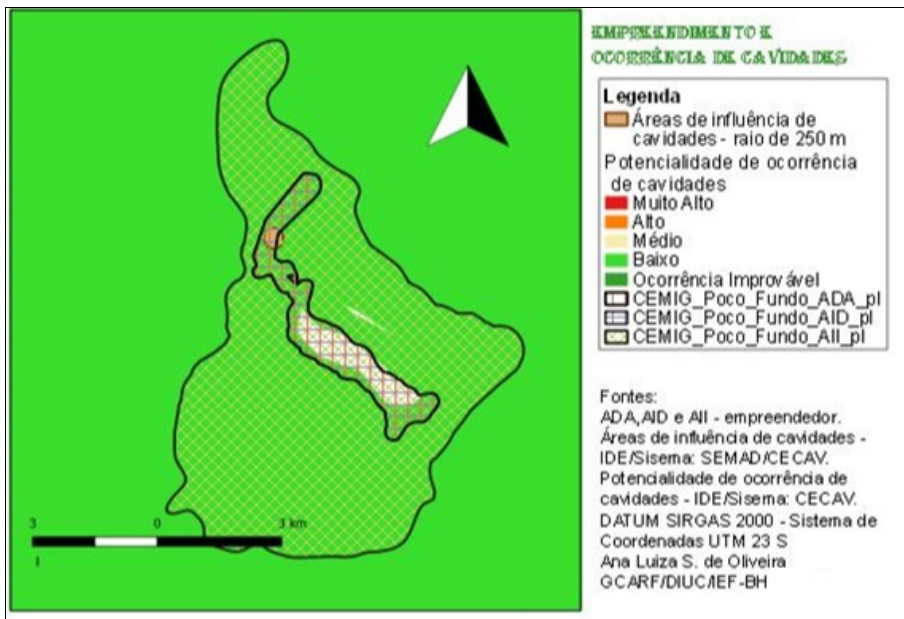 EMPREENDIMENTO E
OCORRÊNCIA DE CAVIDADES
Legenda
Áreas de influência de
cavidades - raio de 250 m
Potencialidade de ocorrência
de cavidades
Muito Alto
Alto
Médio
Baixo
Ocorrência Improvável
CEMIG_Poco_Fundo_ADA_pl
CEMIG_Poco_Fundo_AID_pl
CEMIG_Poco_Fundo_AII_pl
Fontes:
ADA,AID e AII - empreendedor.
Áreas de influência de cavidades -
IDE/Sisema: SEMAD/CECAV.
Potencialidade de ocorrência de
cavidades - IDE/Sisema: CECAV.
DATUM SIRGAS 2000 - Sistema de
Coordenadas UTM 23 S
Ana Luiza S. de Oliveira
GCARF/DIUC/IEF-BH
3 0 3 km